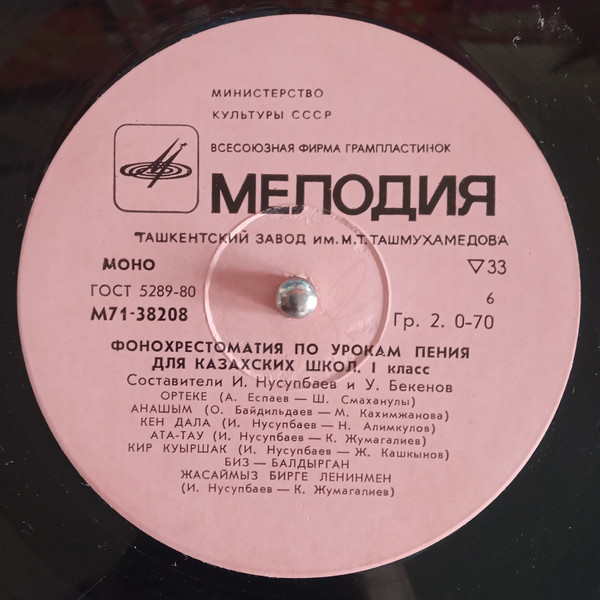 МИНИСТЕРСТВО
КУЛЬТУРЫ СССР
ВСЕСОЮЗНАЯ ФИРМА ГРАМПЛАСТИНОК
МЕЛОДИЯ
ТАШКЕНТСКИЙ ЗАВОД ИМ. М.Т. ТАШМУХАМЕДОВА
МОНО ▽33
ГОСТ 5289-80 6
М71-38208 Гр. 2. 0-70
ФОНОХРЕСТОМАТИЯ ПО УРОКАМ ПЕНИЯ
ДЛЯ КАЗАХСКИХ ШКОЛ. I класс
Составители И. Нусупбаев и У. Бекенов
ОРТЕКЕ (А. Еспаев — Ш. Смаханулы)
АНАШЫМ (О. Байдильдаев — М. Кахимжанова)
КЕН ДАЛА (И. Нусупбаев — Н. Алимкулов)
АТА-ТАУ (И. Нусупбаев — К. Жумагалиев)
КИР КУЫРШАК (И. Нусупбаев — Ж. Кашкынов)
БИЗ — БАЛДЫРГАН
ЖАСАЙМЫЗ БИРГЕ ЛЕНИНМЕН
(И. Нусупбаев — К. Жумагалиев)